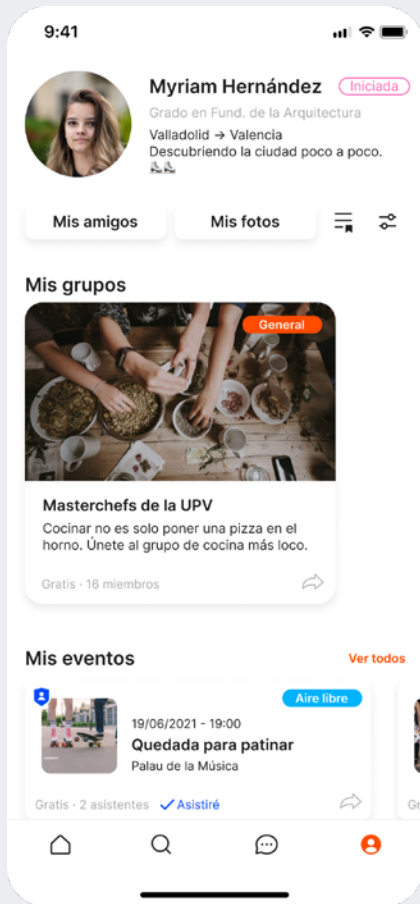 9:41
Myriam Hernández
Iniciada
Grado en Fund. de la Arquitectura
Valladolid → Valencia
Descubriendo la ciudad poco a poco.
⛸⛸
Mis amigos
Mis fotos
Mis grupos
General
Masterchefs de la UPV
Cocinar no es solo poner una pizza en el
horno. Únete al grupo de cocina más loco.
Gratis · 16 miembros
Mis eventos
Ver todos
Aire libre
19/06/2021 - 19:00
Quedada para patinar
Palau de la Música
Gratis · 2 asistentes
Asistiré
Gr